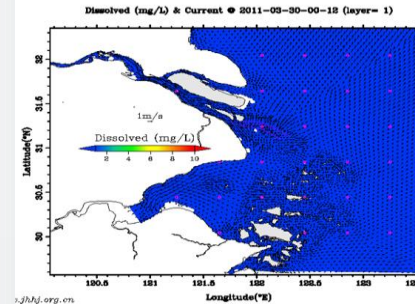 Dissolved (mg/L) & Current @ 2011-03-30-00-12 (layer= 1)
32
31.5
31
30.5
30
Latitude(°N)
1m/s
Dissolved (mg/L)
2 4 6 8 10
120.5 121 121.5 122 122.5 123
Longitude(°E)
.jhhj.org.cn